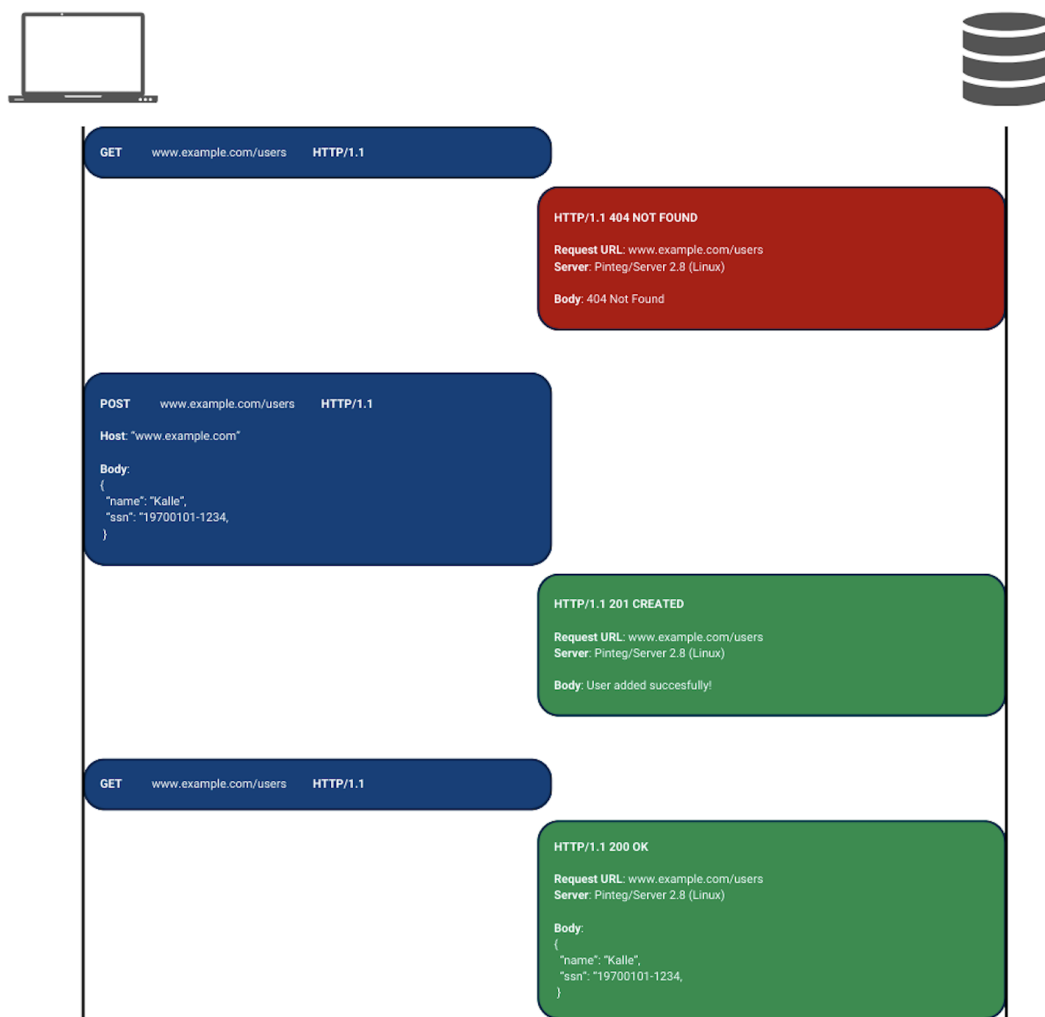 GET www.example.com/users HTTP/1.1
HTTP/1.1 404 NOT FOUND
Request URL: www.example.com/users
Server: Pinteg/Server 2.8 (Linux)
Body: 404 Not Found
POST www.example.com/users HTTP/1.1
Host: “www.example.com“
Body:
{
“name“: “Kalle“,
“ssn“: “19700101-1234,
}
HTTP/1.1 201 CREATED
Request URL: www.example.com/users
Server: Pinteg/Server 2.8 (Linux)
Body: User added succesfully!
GET www.example.com/users HTTP/1.1
HTTP/1.1 200 OK
Request URL: www.example.com/users
Server: Pinteg/Server 2.8 (Linux)
Body:
{
“name“: “Kalle“,
“ssn“: “19700101-1234,
}